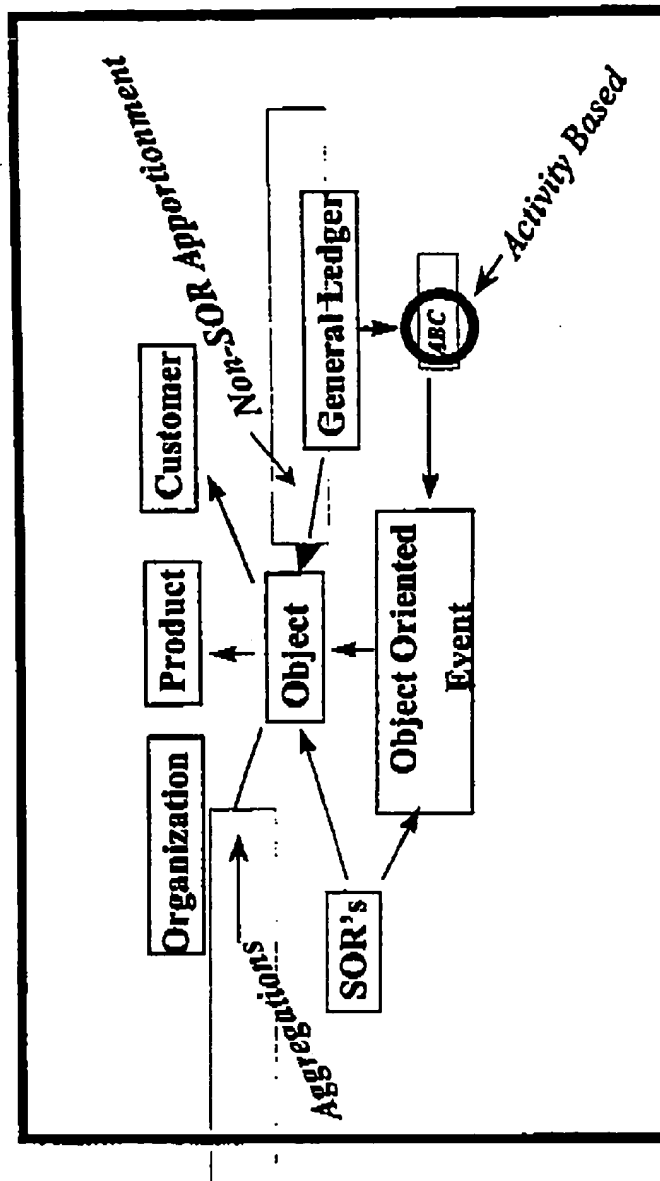 Organization
Product
Customer
Non-SOR Apportionment
Aggregations
Object
SOR's
General Ledger
Object Oriented
Event
ABC
Activity Based